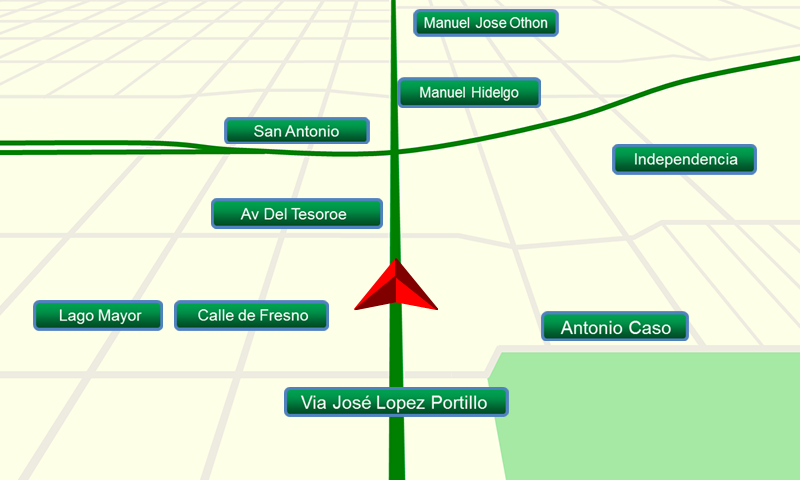 Manuel Jose Othon
Manuel Hidelgo
San Antonio
Independencia
Av Del Tesoroe
Lago Mayor
Calle de Fresno
Antonio Caso
Via José Lopez Portillo